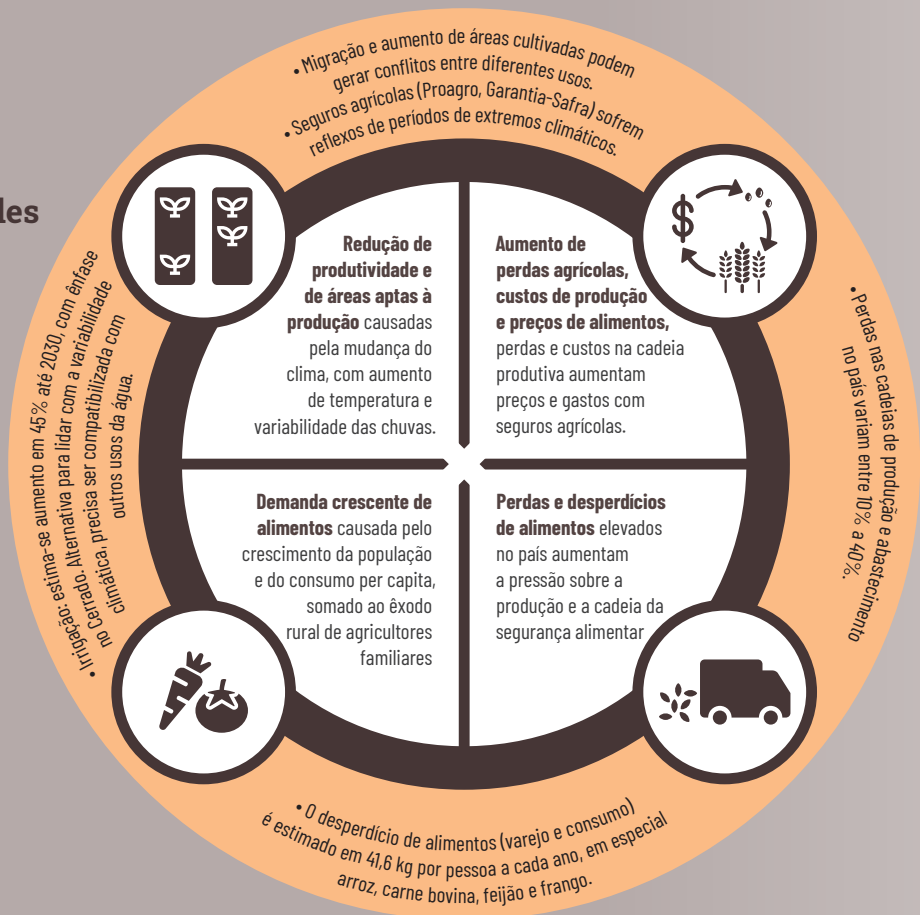 • Migração e aumento de áreas cultivadas podem
gerar conflitos entre diferentes usos.
• Seguros agrícolas (Proagro, Garantia-Safra) sofrem
reflexos de períodos de extremos climáticos.
Redução de
produtividade e
de áreas aptas à
produção causadas
pela mudança do
clima, com aumento
de temperatura e
variabilidade das chuvas.
Aumento de
perdas agrícolas,
custos de produção
e preços de alimentos,
perdas e custos na cadeia
produtiva aumentam
preços e gastos com
seguros agrícolas.
• Irrigação: estima-se aumento em 45% até 2030, com ênfase
no Cerrado. Alternativa para lidar com a variabilidade
climática, precisa ser compatibilizada com
outros usos da água.
• Perdas nas cadeias de produção e abastecimento
no país variam entre 10% a 40%.
Demanda crescente de
alimentos causada pelo
crescimento da população
e do consumo per capita,
somado ao êxodo
rural de agricultores
familiares
Perdas e desperdícios
de alimentos elevados
no país aumentam
a pressão sobre a
produção e a cadeia da
segurança alimentar
• O desperdício de alimentos (varejo e consumo)
é estimado em 41,6 kg por pessoa a cada ano, em especial
arroz, carne bovina, feijão e frango.